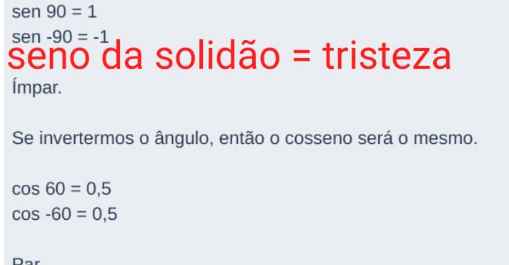 sen 90 = 1
sen -90 = -1
seno da solidão = tristeza
Ímpar.
Se invertermos o ângulo, então o cosseno será o mesmo.
cos 60 = 0,5
cos -60 = 0,5
Par